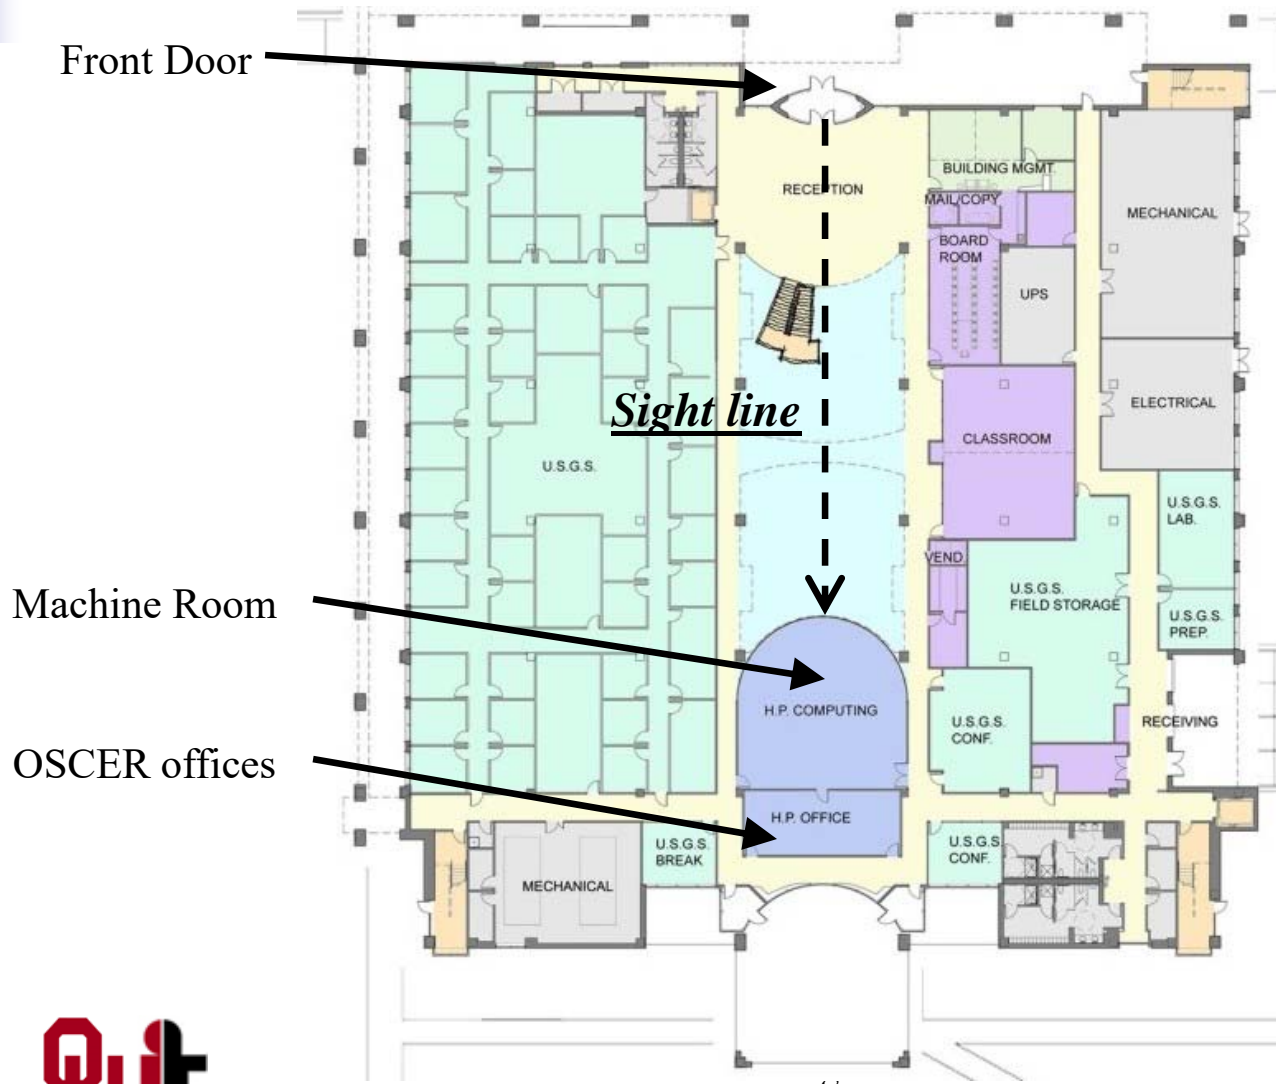 Front Door
RECEPTION
BUILDING MGMT.
MAIL/COPY
BOARD
ROOM
MECHANICAL
UPS
Sight line
ELECTRICAL
CLASSROOM
U.S.G.S.
U.S.G.S.
LAB.
VEND.
U.S.G.S.
FIELD STORAGE
U.S.G.S.
PREP.
Machine Room
H.P. COMPUTING
U.S.G.S.
CONF.
RECEIVING
OSCER offices
H.P. OFFICE
U.S.G.S.
BREAK
U.S.G.S.
CONF.
MECHANICAL